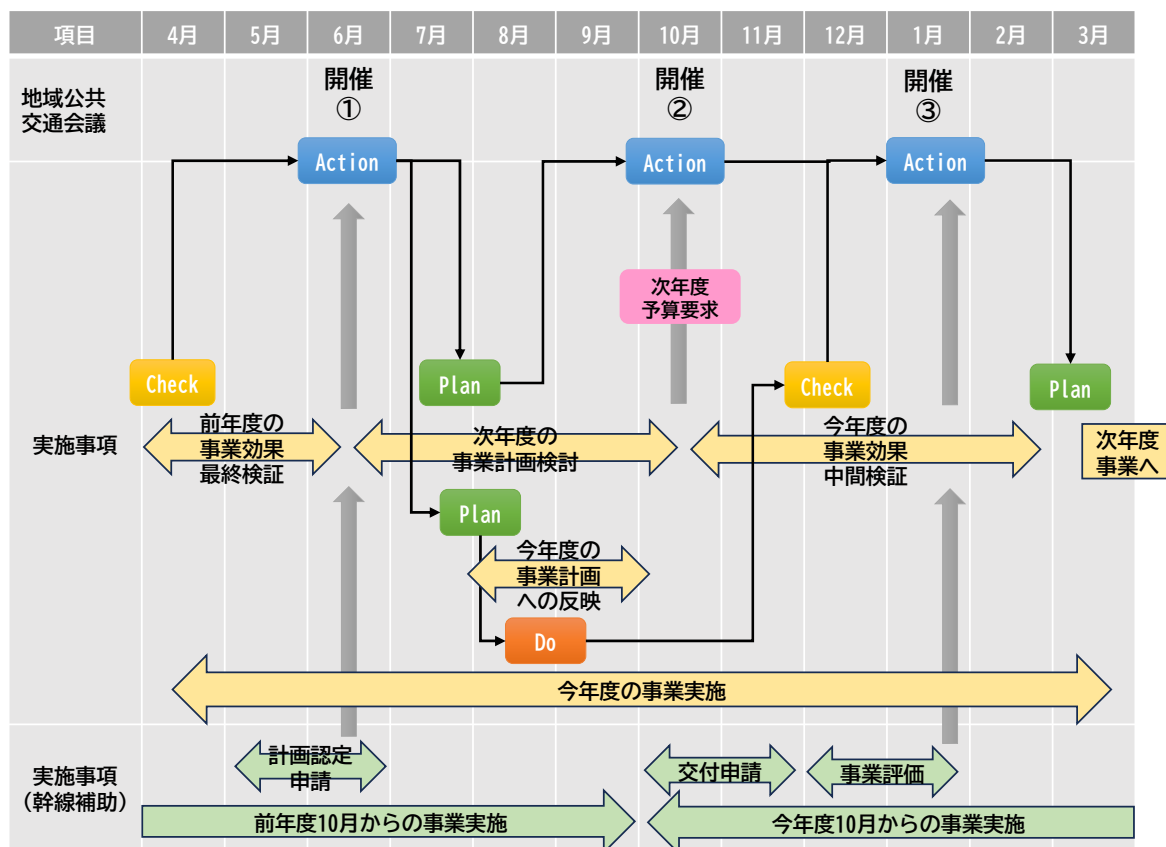 項目
4月
5月
6月
7月
8月
9月
10月
11月
12月
1月
2月
3月
地域公共
交通会議
開催
①
開催
②
開催
③
Action
Action
Action
次年度
予算要求
Check
Plan
Check
Plan
実施事項
前年度の
事業効果
最終検証
次年度の
事業計画検討
今年度の
事業効果
中間検証
次年度
事業へ
Plan
今年度の
事業計画
への反映
Do
今年度の事業実施
実施事項
（幹線補助）
計画認定
申請
交付申請
事業評価
前年度10月からの事業実施
今年度10月からの事業実施